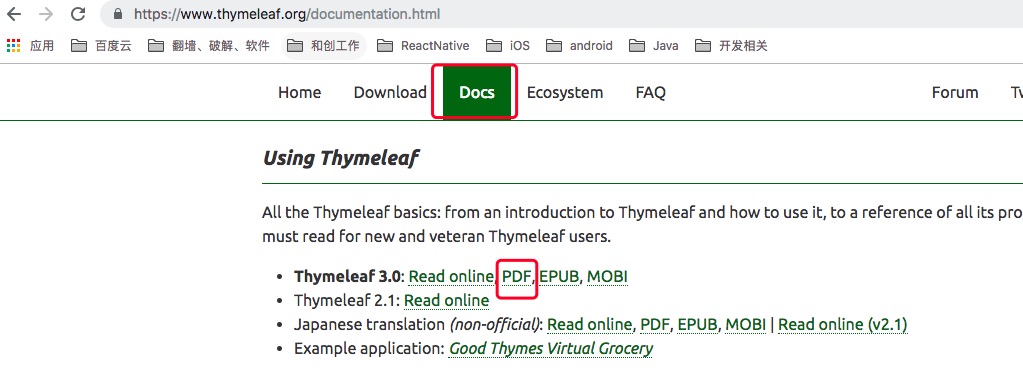 https://www.thymeleaf.org/documentation.html
应用 百度云 翻墙、破解、软件 和创工作 ReactNative iOS android Java 开发相关
Home Download Docs Ecosystem FAQ Forum
Using Thymeleaf
All the Thymeleaf basics: from an introduction to Thymeleaf and how to use it, to a reference of all its pro
must read for new and veteran Thymeleaf users.
• Thymeleaf 3.0: Read online, PDF, EPUB, MOBI
• Thymeleaf 2.1: Read online
• Japanese translation (non-official): Read online, PDF, EPUB, MOBI | Read online (v2.1)
• Example application: Good Thymes Virtual Grocery